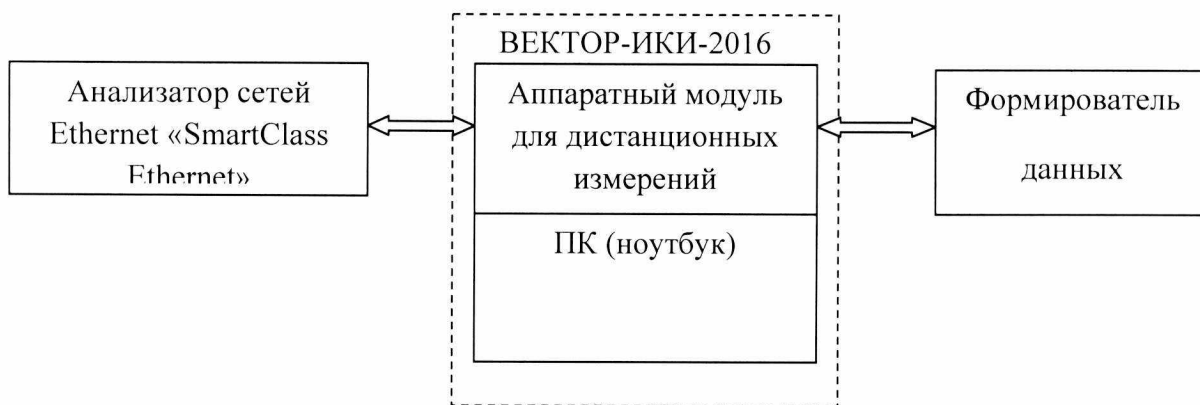 ВЕКТОР-ИКИ-2016
Анализатор сетей
Ethernet «SmartClass
Ethernet»
Аппаратный модуль
для дистанционных
измерений
ПК (ноутбук)
Формирователь
данных